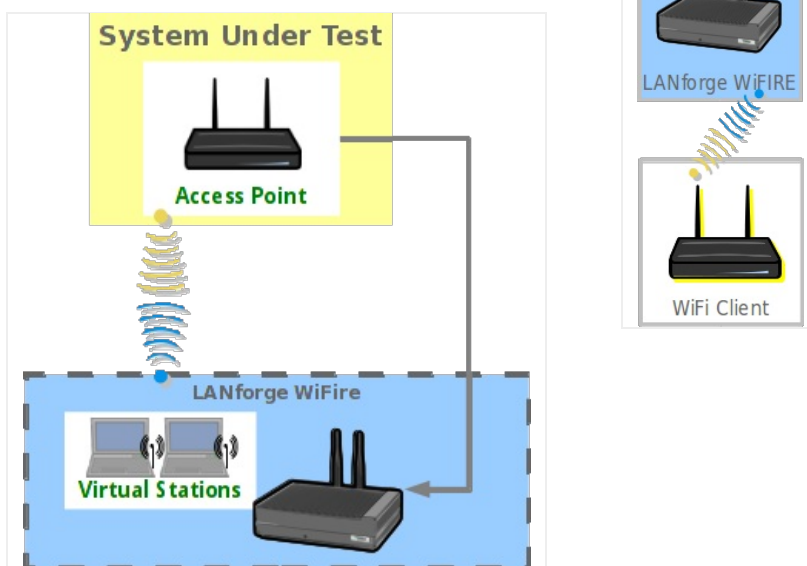 System Under Test
Access Point
LANforge WiFire
Virtual Stations
LANforge WiFIRE
WiFi Client